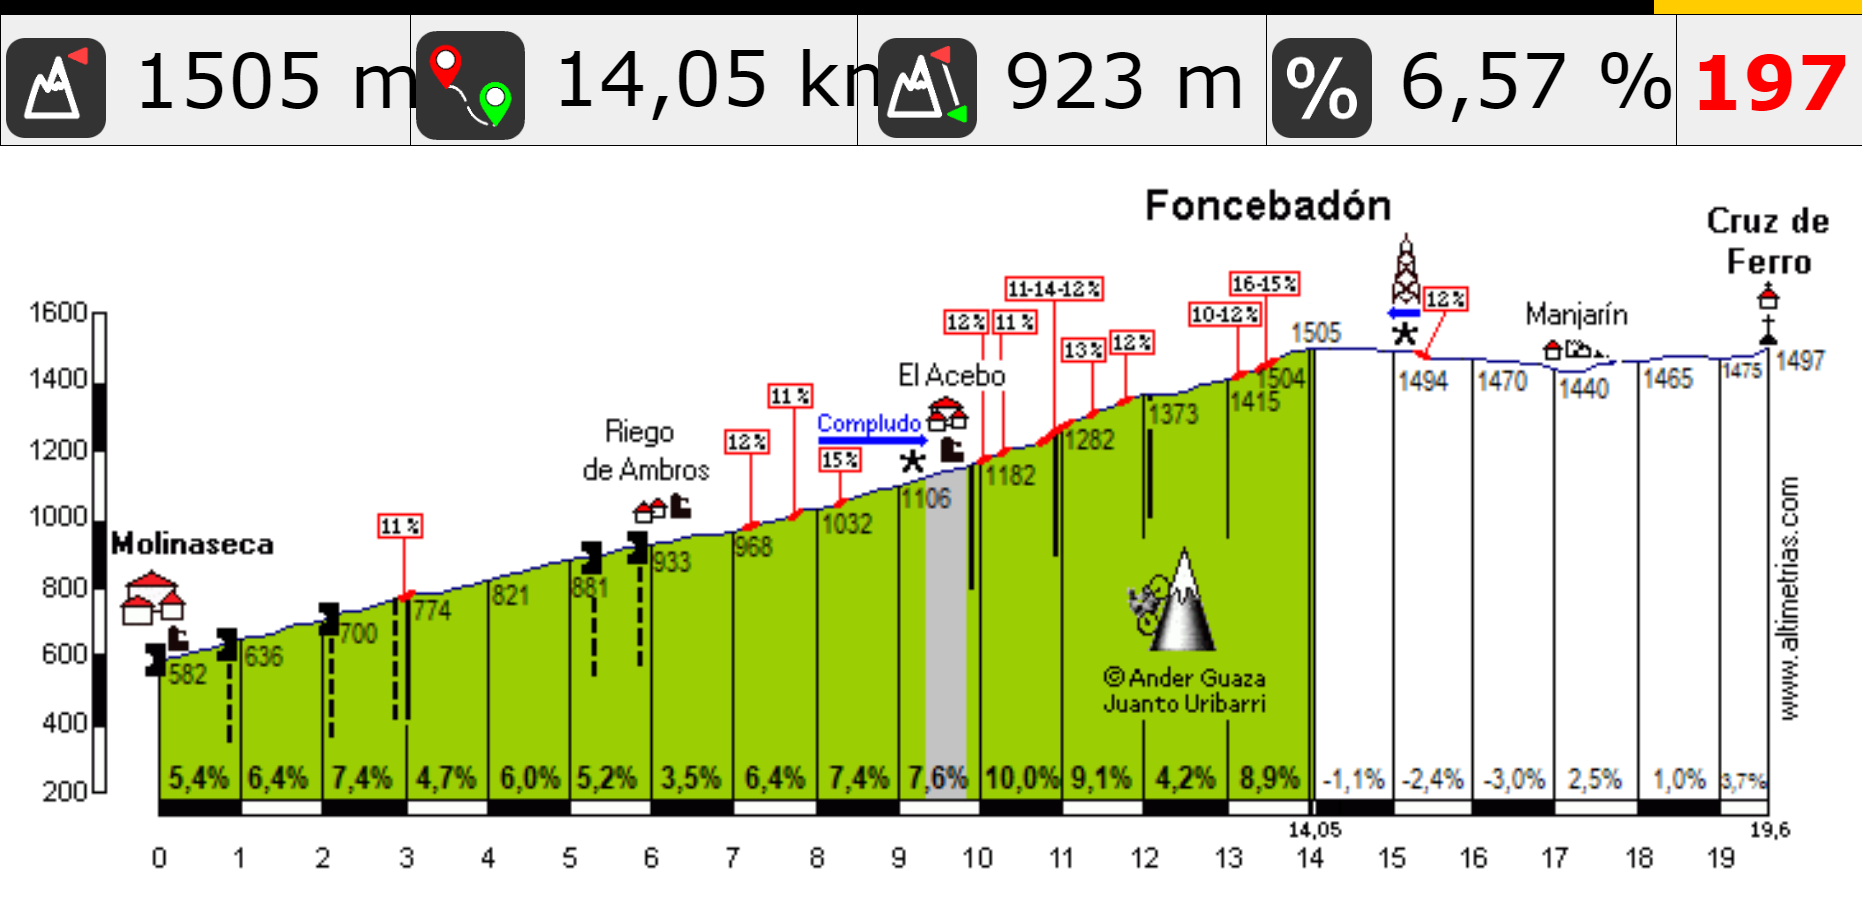 1505 m
14,05 km
923 m
%
6,57 %
197
Foncebadón
Cruz de
Ferro
16-15%
11-14-12%
12%
1600
10-12%
Manjarín
12%
11%
1505
13%
12%
1497
1400
El Acebo
1504
1494
1470
1440
1465
1475
11%
1415
1373
Compludo
Riego
de Ambros
12%
1282
1200
15%
1182
1106
1000
11%
1032
Molinaseca
968
933
800
881
821
774
700
600
636
582
www.altimetrias.com
© Ander Guaza
Juanto Uribarri
400
200
5,4% 6,4% 7,4% 4,7% 6,0% 5,2% 3,5% 6,4% 7,4% 7,6% 10,0% 9,1% 4,2% 8,9% -1,1% -2,4% -3,0% 2,5% 1,0% 3,7%
14,05
19,6
0 1 2 3 4 5 6 7 8 9 10 11 12 13 14 15 16 17 18 19